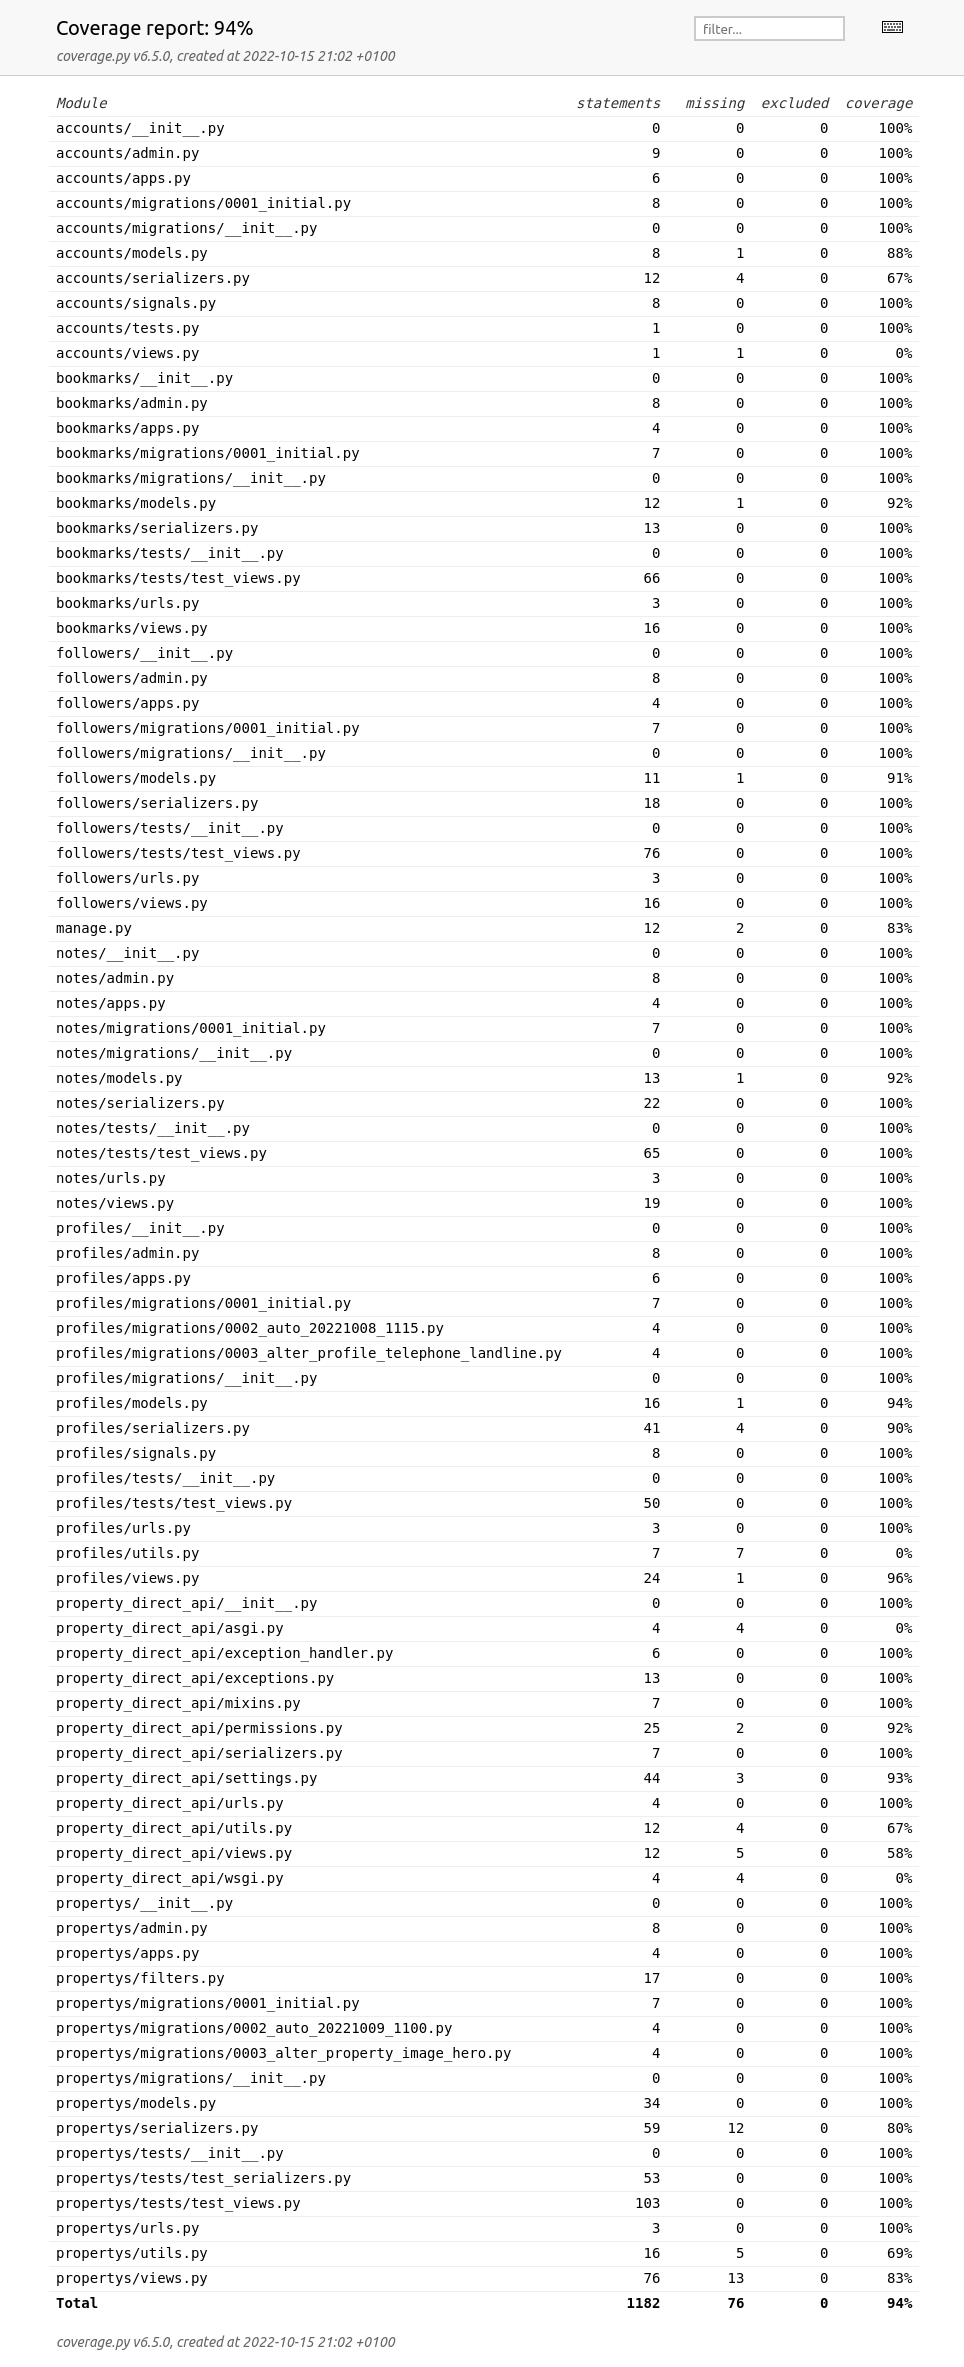 Coverage report: 94%
filter...
coverage.py v6.5.0, created at 2022-10-15 21:02 +0100
Module statements missing excluded coverage
accounts/__init__.py 0 0 0 100%
accounts/admin.py 9 0 0 100%
accounts/apps.py 6 0 0 100%
accounts/migrations/0001_initial.py 8 0 0 100%
accounts/migrations/__init__.py 0 0 0 100%
accounts/models.py 8 1 0 88%
accounts/serializers.py 12 4 0 67%
accounts/signals.py 8 0 0 100%
accounts/tests.py 1 0 0 100%
accounts/views.py 1 1 0 0%
bookmarks/__init__.py 0 0 0 100%
bookmarks/admin.py 8 0 0 100%
bookmarks/apps.py 4 0 0 100%
bookmarks/migrations/0001_initial.py 7 0 0 100%
bookmarks/migrations/__init__.py 0 0 0 100%
bookmarks/models.py 12 1 0 92%
bookmarks/serializers.py 13 0 0 100%
bookmarks/tests/__init__.py 0 0 0 100%
bookmarks/tests/test_views.py 66 0 0 100%
bookmarks/urls.py 3 0 0 100%
bookmarks/views.py 16 0 0 100%
followers/__init__.py 0 0 0 100%
followers/admin.py 8 0 0 100%
followers/apps.py 4 0 0 100%
followers/migrations/0001_initial.py 7 0 0 100%
followers/migrations/__init__.py 0 0 0 100%
followers/models.py 11 1 0 91%
followers/serializers.py 18 0 0 100%
followers/tests/__init__.py 0 0 0 100%
followers/tests/test_views.py 76 0 0 100%
followers/urls.py 3 0 0 100%
followers/views.py 16 0 0 100%
manage.py 12 2 0 83%
notes/__init__.py 0 0 0 100%
notes/admin.py 8 0 0 100%
notes/apps.py 4 0 0 100%
notes/migrations/0001_initial.py 7 0 0 100%
notes/migrations/__init__.py 0 0 0 100%
notes/models.py 13 1 0 92%
notes/serializers.py 22 0 0 100%
notes/tests/__init__.py 0 0 0 100%
notes/tests/test_views.py 65 0 0 100%
notes/urls.py 3 0 0 100%
notes/views.py 19 0 0 100%
profiles/__init__.py 0 0 0 100%
profiles/admin.py 8 0 0 100%
profiles/apps.py 6 0 0 100%
profiles/migrations/0001_initial.py 7 0 0 100%
profiles/migrations/0002_auto_20221008_1115.py 4 0 0 100%
profiles/migrations/0003_alter_profile_telephone_landline.py 4 0 0 100%
profiles/migrations/__init__.py 0 0 0 100%
profiles/models.py 16 1 0 94%
profiles/serializers.py 41 4 0 90%
profiles/signals.py 8 0 0 100%
profiles/tests/__init__.py 0 0 0 100%
profiles/tests/test_views.py 50 0 0 100%
profiles/urls.py 3 0 0 100%
profiles/utils.py 7 7 0 0%
profiles/views.py 24 1 0 96%
property_direct_api/__init__.py 0 0 0 100%
property_direct_api/asgi.py 4 4 0 0%
property_direct_api/exception_handler.py 6 0 0 100%
property_direct_api/exceptions.py 13 0 0 100%
property_direct_api/mixins.py 7 0 0 100%
property_direct_api/permissions.py 25 2 0 92%
property_direct_api/serializers.py 7 0 0 100%
property_direct_api/settings.py 44 3 0 93%
property_direct_api/urls.py 4 0 0 100%
property_direct_api/utils.py 12 4 0 67%
property_direct_api/views.py 12 5 0 58%
property_direct_api/wsgi.py 4 4 0 0%
propertys/__init__.py 0 0 0 100%
propertys/admin.py 8 0 0 100%
propertys/apps.py 4 0 0 100%
propertys/filters.py 17 0 0 100%
propertys/migrations/0001_initial.py 7 0 0 100%
propertys/migrations/0002_auto_20221009_1100.py 4 0 0 100%
propertys/migrations/0003_alter_property_image_hero.py 4 0 0 100%
propertys/migrations/__init__.py 0 0 0 100%
propertys/models.py 34 0 0 100%
propertys/serializers.py 59 12 0 80%
propertys/tests/__init__.py 0 0 0 100%
propertys/tests/test_serializers.py 53 0 0 100%
propertys/tests/test_views.py 103 0 0 100%
propertys/urls.py 3 0 0 100%
propertys/utils.py 16 5 0 69%
propertys/views.py 76 13 0 83%
Total 1182 76 0 94%
coverage.py v6.5.0, created at 2022-10-15 21:02 +0100